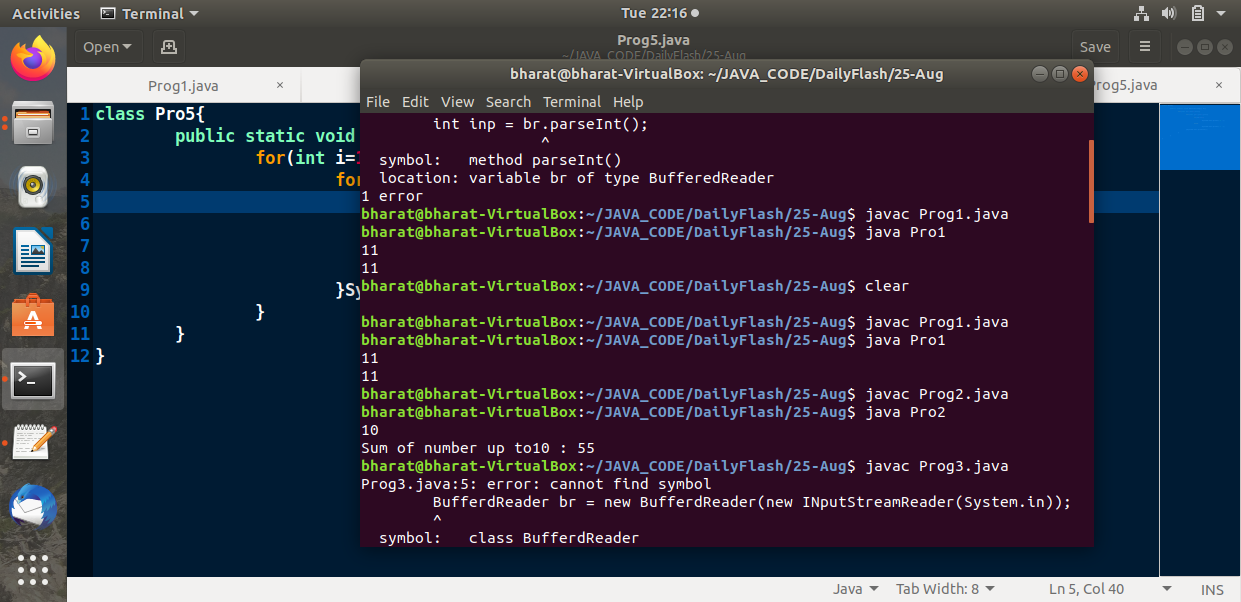 Activities Terminal Tue 22:16
Open Prog5.java Save
~/JAVA_CODE/DailyFlash/25-Aug
Prog1.java × rog5.java ×
bharat@bharat-VirtualBox: ~/JAVA_CODE/DailyFlash/25-Aug
File Edit View Search Terminal Help
1 class Pro5{
2 public static void
3 for(int i=
4 for
5
6
7
8
9 }Sy
10 }
11 }
12 }
int inp = br.parseInt();
^
symbol:   method parseInt()
location: variable br of type BufferedReader
1 error
bharat@bharat-VirtualBox:~/JAVA_CODE/DailyFlash/25-Aug$ javac Prog1.java
bharat@bharat-VirtualBox:~/JAVA_CODE/DailyFlash/25-Aug$ java Pro1
11
11
bharat@bharat-VirtualBox:~/JAVA_CODE/DailyFlash/25-Aug$ clear
bharat@bharat-VirtualBox:~/JAVA_CODE/DailyFlash/25-Aug$ javac Prog1.java
bharat@bharat-VirtualBox:~/JAVA_CODE/DailyFlash/25-Aug$ java Pro1
11
11
bharat@bharat-VirtualBox:~/JAVA_CODE/DailyFlash/25-Aug$ javac Prog2.java
bharat@bharat-VirtualBox:~/JAVA_CODE/DailyFlash/25-Aug$ java Pro2
10
Sum of number up to10 : 55
bharat@bharat-VirtualBox:~/JAVA_CODE/DailyFlash/25-Aug$ javac Prog3.java
Prog3.java:5: error: cannot find symbol
BufferdReader br = new BufferdReader(new INputStreamReader(System.in));
^
symbol:   class BufferdReader
Java Tab Width: 8 Ln 5, Col 40 INS